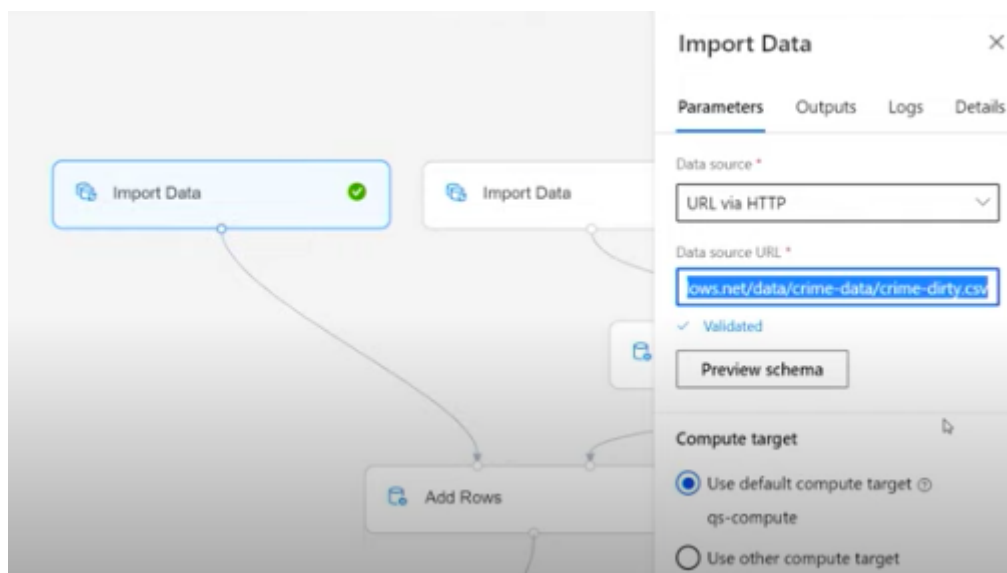 Import Data
Parameters Outputs Logs Details
Data source *
URL via HTTP
Data source URL *
lows.net/data/crime-data/crime-dirty.csv
Validated
Preview schema
Compute target
Use default compute target
qs-compute
Use other compute target
Import Data
Import Data
Add Rows